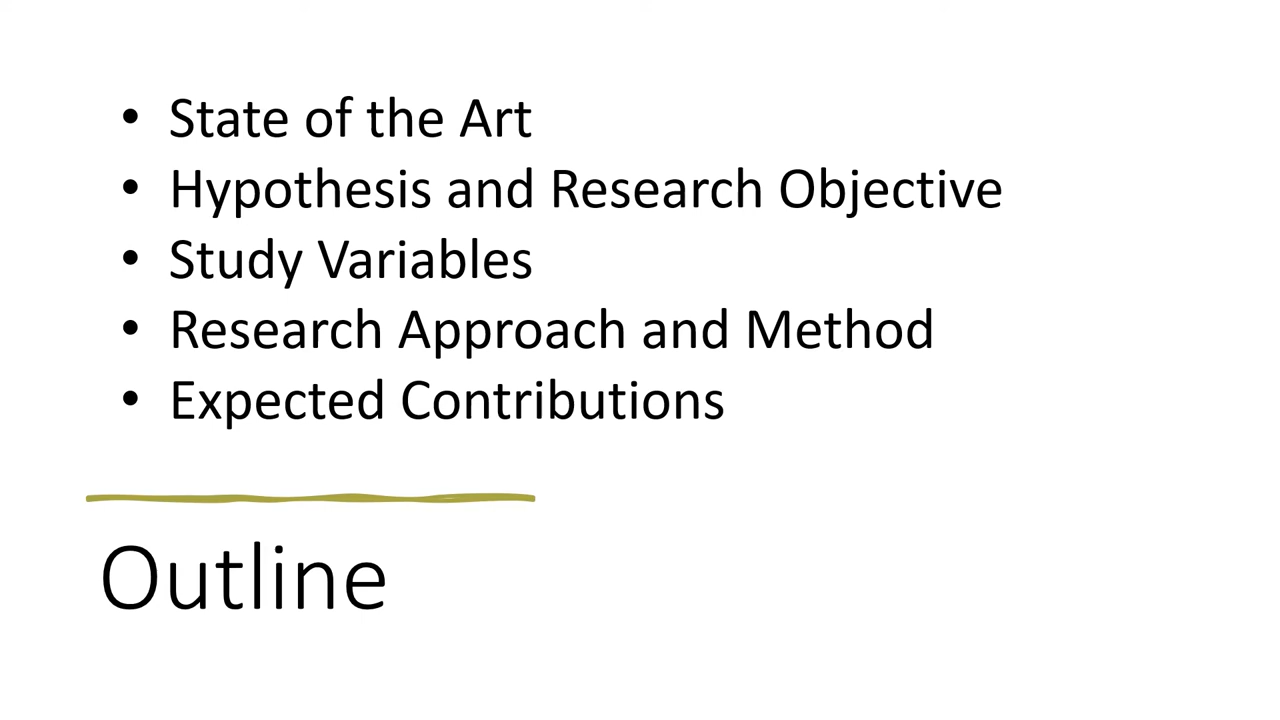 • State of the Art
• Hypothesis and Research Objective
• Study Variables
• Research Approach and Method
• Expected Contributions
Outline